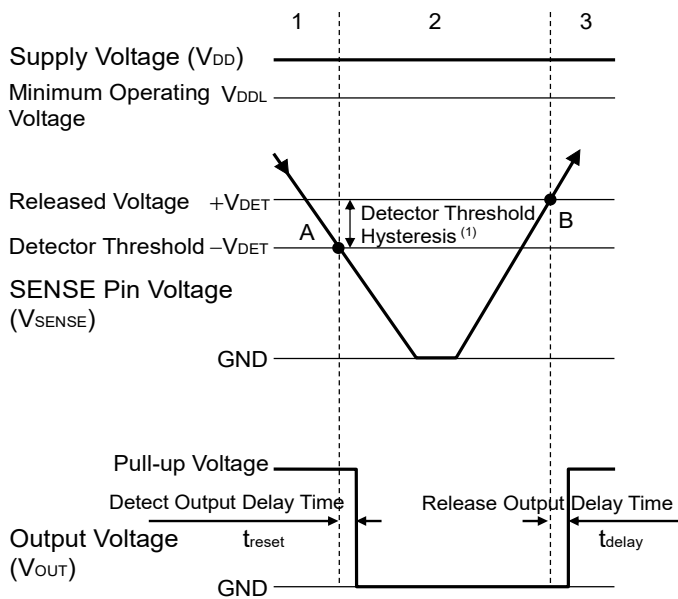 1 2 3
Supply Voltage (VDD)
Minimum Operating VDDL
Voltage
Released Voltage +VDET
Detector Threshold
Hysteresis (1)
A
B
Detector Threshold −VDET
SENSE Pin Voltage
(VSENSE)
GND
Pull-up Voltage
Detect Output Delay Time
Release Output Delay Time
treset
tdelay
Output Voltage
(VOUT)
GND